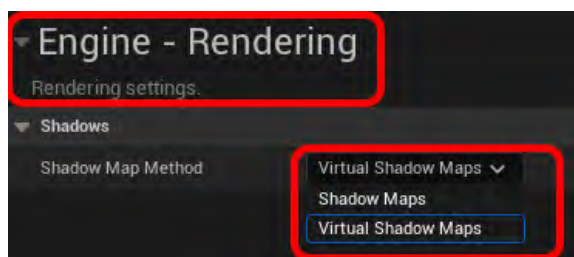 Engine - Rendering
Rendering settings.
Shadows
Shadow Map Method Virtual Shadow Maps
Shadow Maps
Virtual Shadow Maps